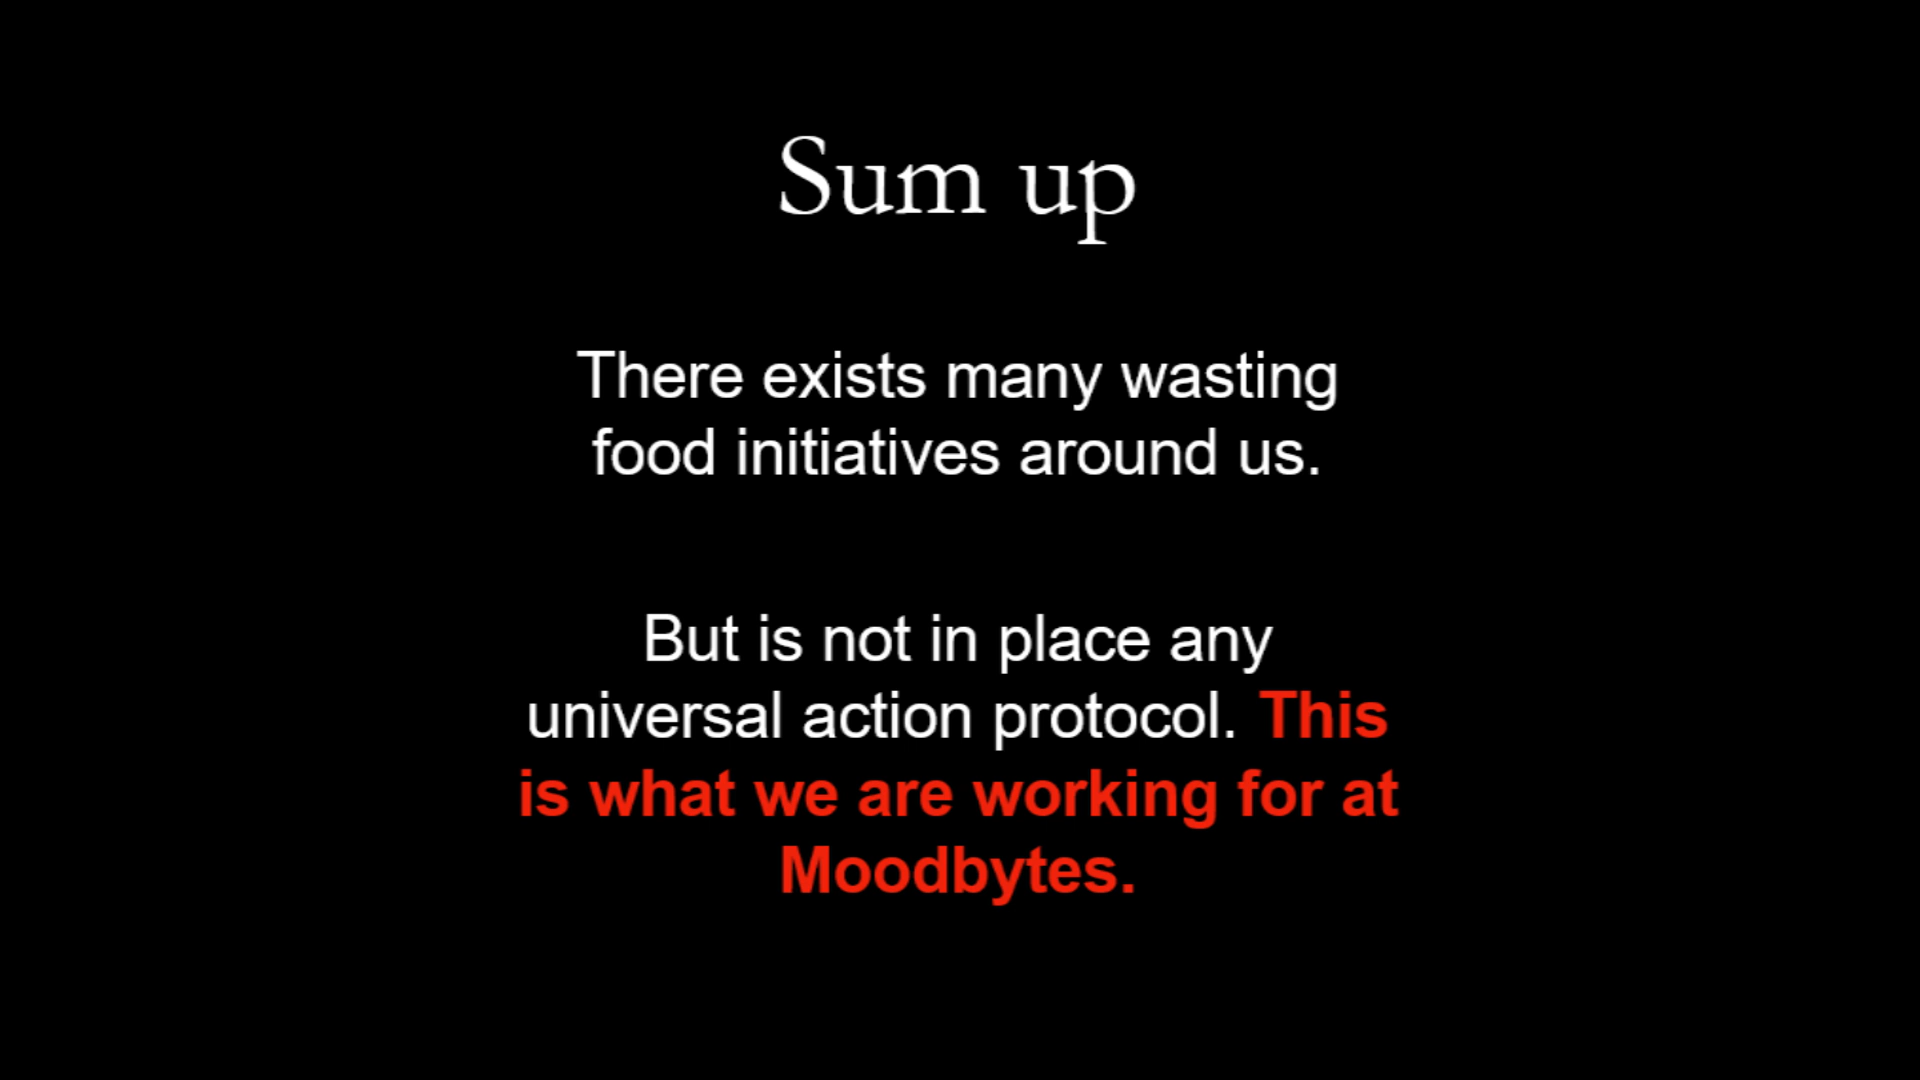 Sum up
There exists many wasting
food initiatives around us.
But is not in place any
universal action protocol. This
is what we are working for at
Moodbytes.